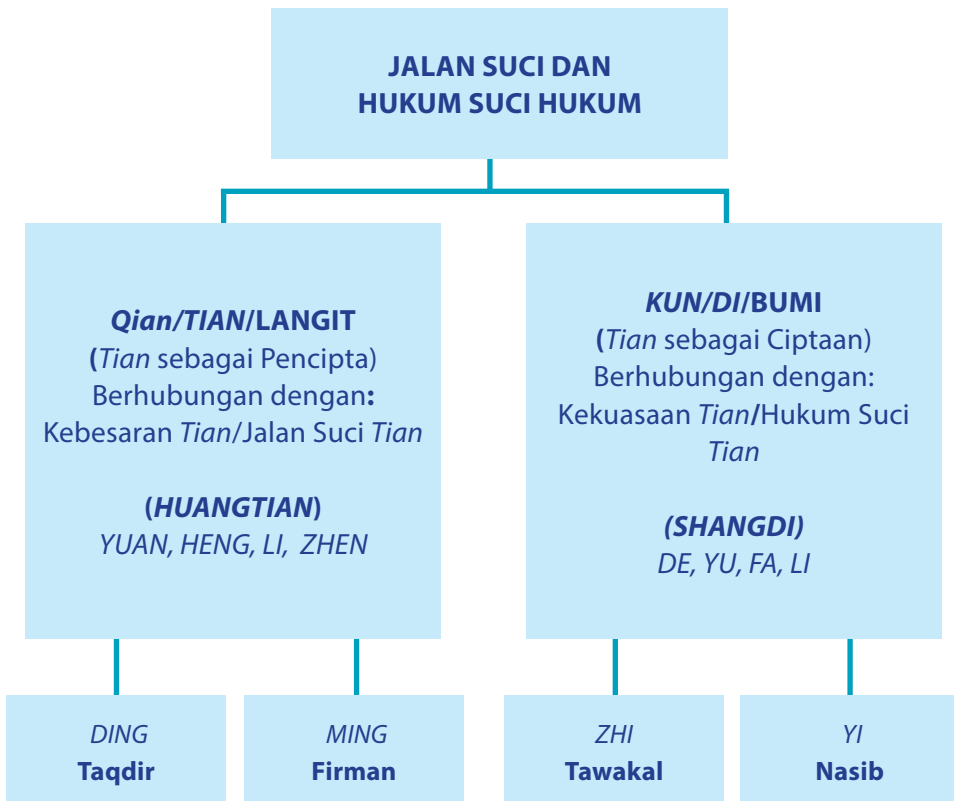 JALAN SUCI DAN
HUKUM SUCI HUKUM
Qian/TIAN/LANGIT
(Tian sebagai Pencipta)
Berhubungan dengan:
Kebesaran Tian/Jalan Suci Tian
(HUANGTIAN)
YUAN, HENG, LI, ZHEN
KUN/DI/BUMI
(Tian sebagai Ciptaan)
Berhubungan dengan:
Kekuasaan Tian/Hukum Suci
Tian
(SHANGDI)
DE, YU, FA, LI
DING
Taqdir
MING
Firman
ZHI
Tawakal
YI
Nasib